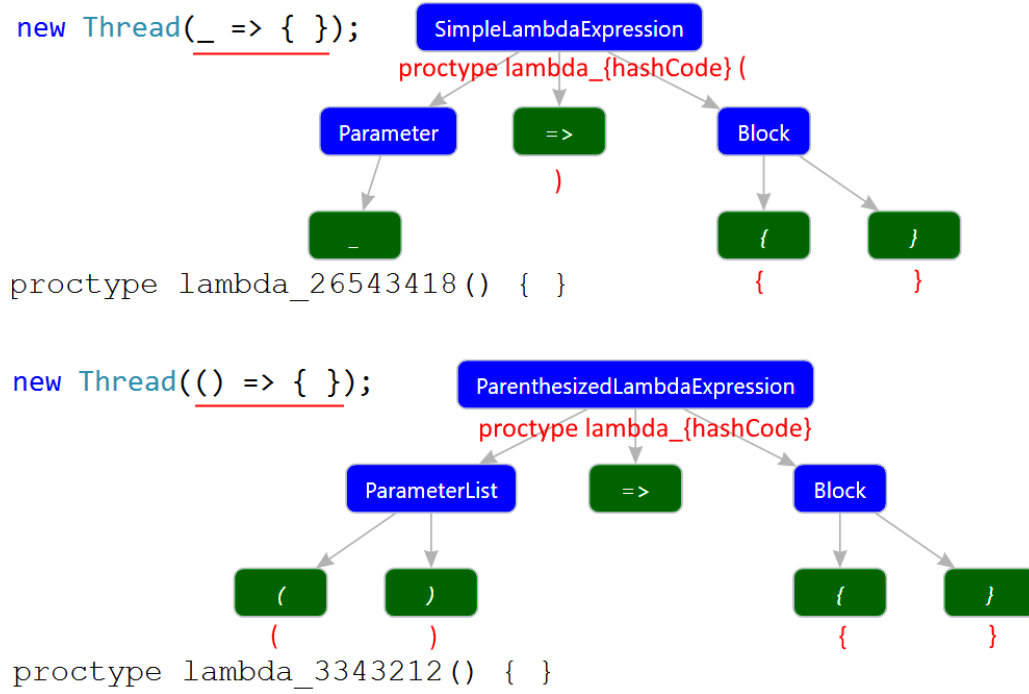 new Thread(_ => { });
SimpleLambdaExpression
proctype lambda_{hashCode} (
Parameter
=>
Block
)
_
{
}
proctype lambda_26543418() { }
{
}
new Thread(() => { });
ParenthesizedLambdaExpression
proctype lambda_{hashCode}
ParameterList
=>
Block
(
)
{
}
(
)
{
}
proctype lambda_3343212() { }